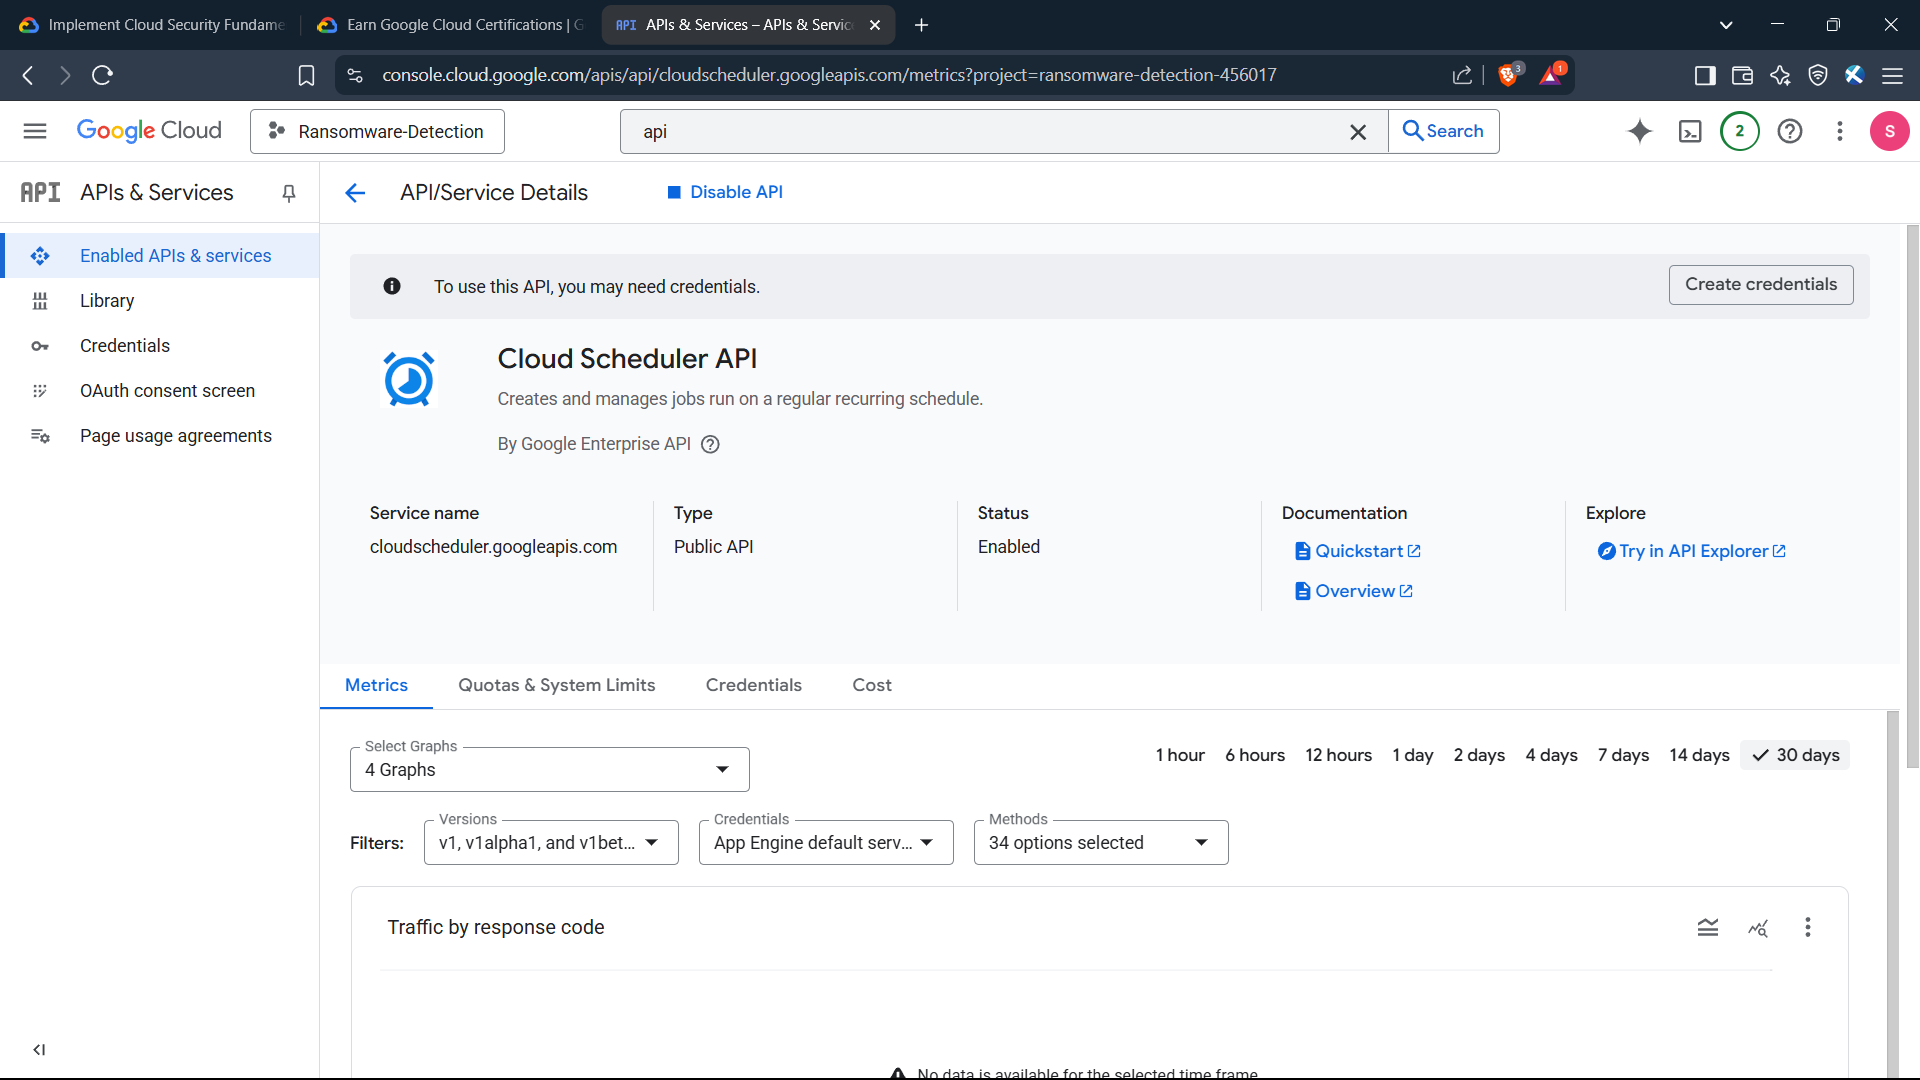 Implement Cloud Security Fundame
Earn Google Cloud Certifications | G
API APIs & Services – APIs & Servic
console.cloud.google.com/apis/api/cloudscheduler.googleapis.com/metrics?project=ransomware-detection-456017
3
1
Google Cloud
Ransomware-Detection
api
Search
2
S
API APIs & Services
API/Service Details
Disable API
Enabled APIs & services
Library
Credentials
OAuth consent screen
Page usage agreements
To use this API, you may need credentials.
Create credentials
Cloud Scheduler API
Creates and manages jobs run on a regular recurring schedule.
By Google Enterprise API
Service name
cloudscheduler.googleapis.com
Type
Public API
Status
Enabled
Documentation
Quickstart
Overview
Explore
Try in API Explorer
Metrics
Quotas & System Limits
Credentials
Cost
Select Graphs
4 Graphs
1 hour
6 hours
12 hours
1 day
2 days
4 days
7 days
14 days
30 days
Filters:
Versions
v1, v1alpha1, and v1bet...
Credentials
App Engine default serv...
Methods
34 options selected
Traffic by response code
No data is available for the selected time frame